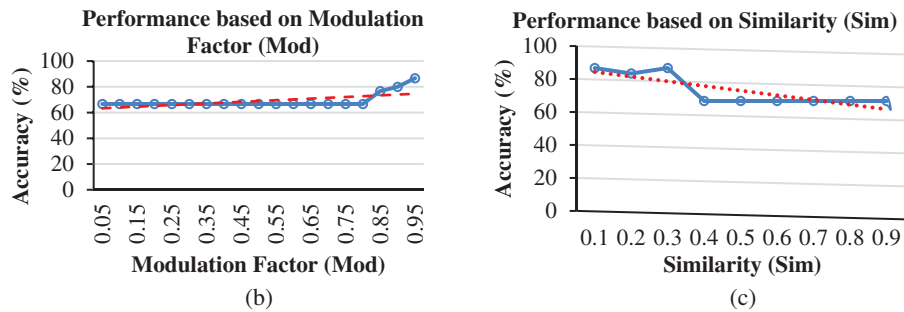 Performance based on Modulation
Factor (Mod)
Accuracy (%)
100
80
60
40
20
0
0.05
0.15
0.25
0.35
0.45
0.55
0.65
0.75
0.85
0.95
Modulation Factor (Mod)
(b)
Performance based on Similarity (Sim)
Accuracy (%)
100
80
60
40
20
0
0.1 0.2 0.3 0.4 0.5 0.6 0.7 0.8 0.9
Similarity (Sim)
(c)